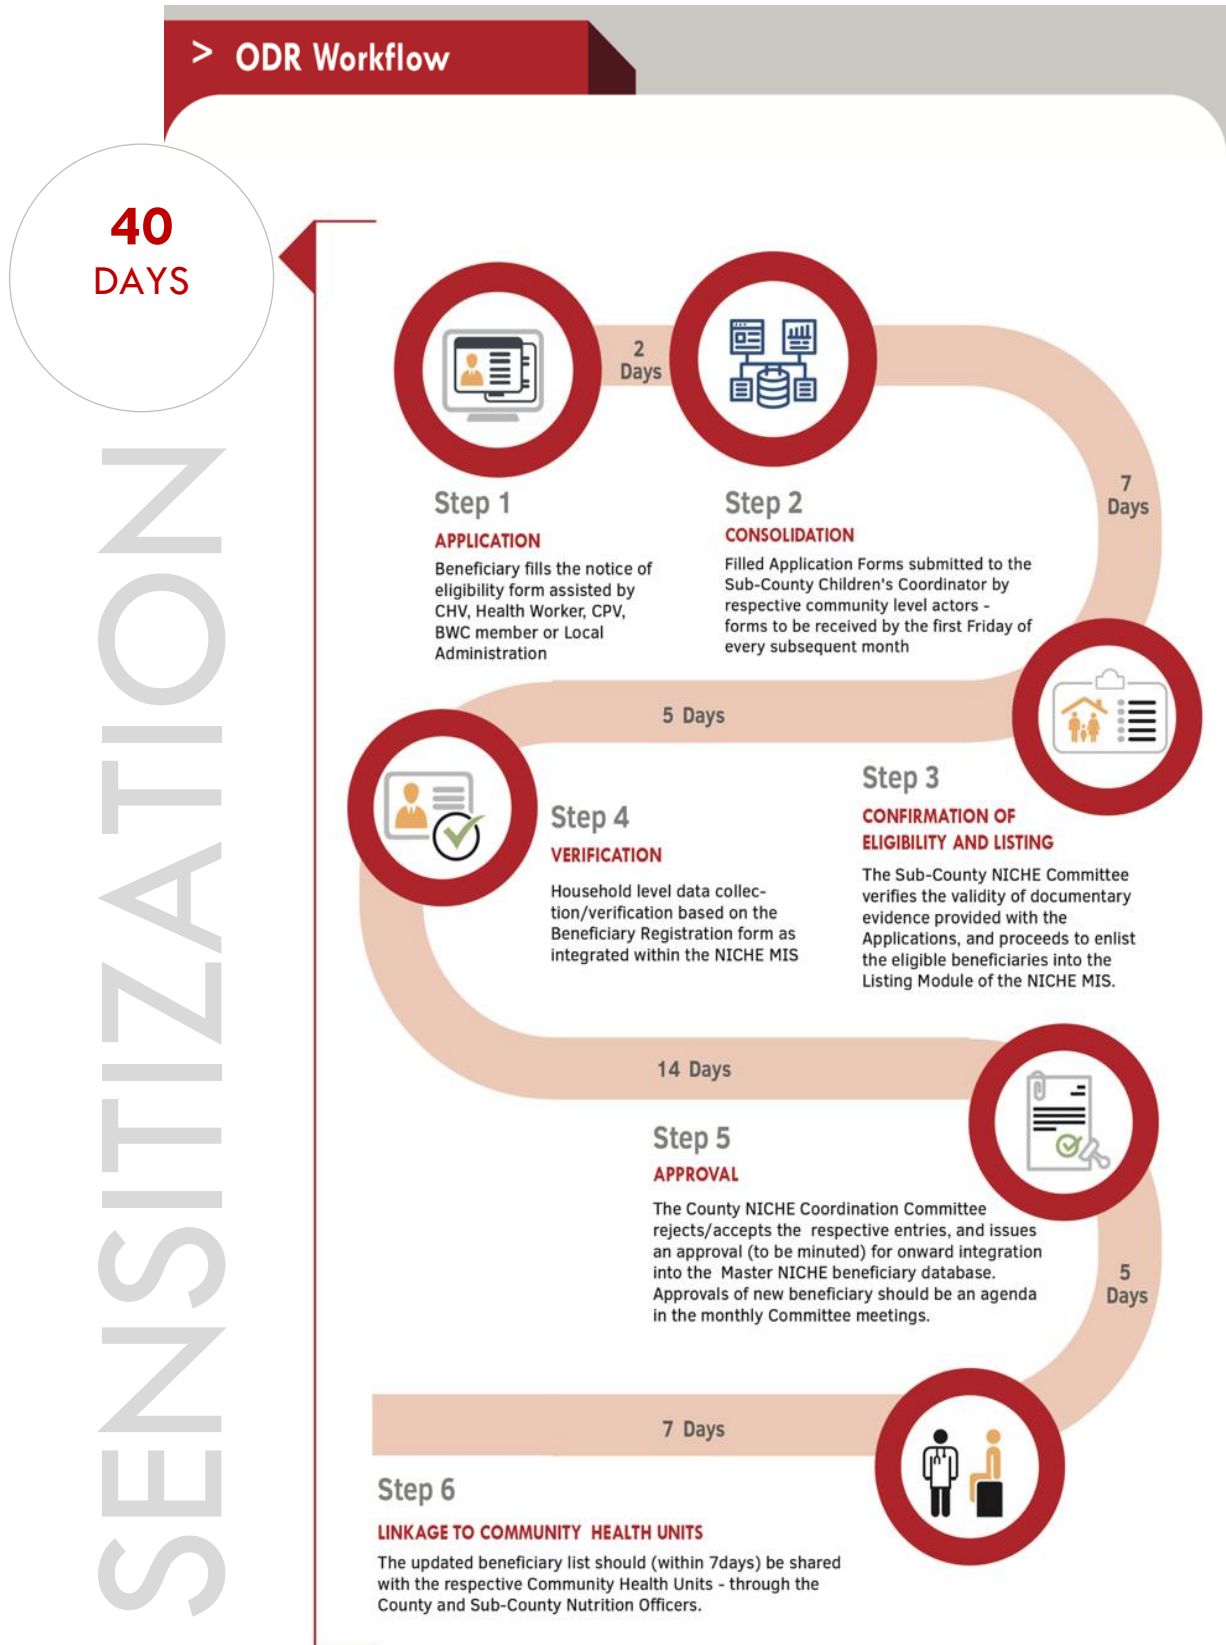 > ODR Workflow
40
DAYS
SENSITIZATION
2
Days
Step 1
APPLICATION
Beneficiary fills the notice of
eligibility form assisted by
CHV, Health Worker, CPV,
BWC member or Local
Administration
Step 2
CONSOLIDATION
Filled Application Forms submitted to the
Sub-County Children's Coordinator by
respective community level actors -
forms to be received by the first Friday of
every subsequent month
7
Days
5 Days
Step 3
CONFIRMATION OF
ELIGIBILITY AND LISTING
The Sub-County NICHE Committee
verifies the validity of documentary
evidence provided with the
Applications, and proceeds to enlist
the eligible beneficiaries into the
Listing Module of the NICHE MIS.
Step 4
VERIFICATION
Household level data collec-
tion/verification based on the
Beneficiary Registration form as
integrated within the NICHE MIS
14 Days
Step 5
APPROVAL
The County NICHE Coordination Committee
rejects/accepts the respective entries, and issues
an approval (to be minuted) for onward integration
into the Master NICHE beneficiary database.
Approvals of new beneficiary should be an agenda
in the monthly Committee meetings.
5
Days
7 Days
Step 6
LINKAGE TO COMMUNITY HEALTH UNITS
The updated beneficiary list should (within 7days) be shared
with the respective Community Health Units - through the
County and Sub-County Nutrition Officers.